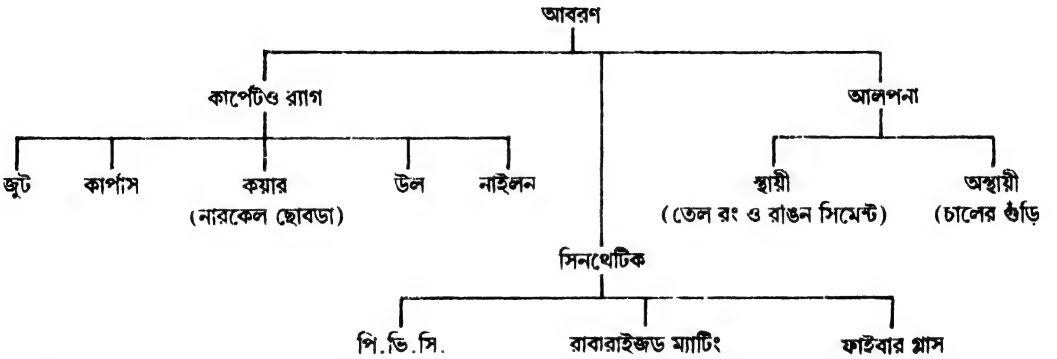 আবরণ
কার্পেটও র‍্যাগ
আলপনা
জুট কার্পাস কয়ার উল নাইলন
(নারকেল ছোবডা)
স্থায়ী অস্থায়ী
((তেল রং ও রাঙন সিমেন্ট) (চালের গুঁড়ি
সিনথেটিক
পি.ভি.সি. রাবারাইজড ম্যাটিং ফাইবার গ্লাস